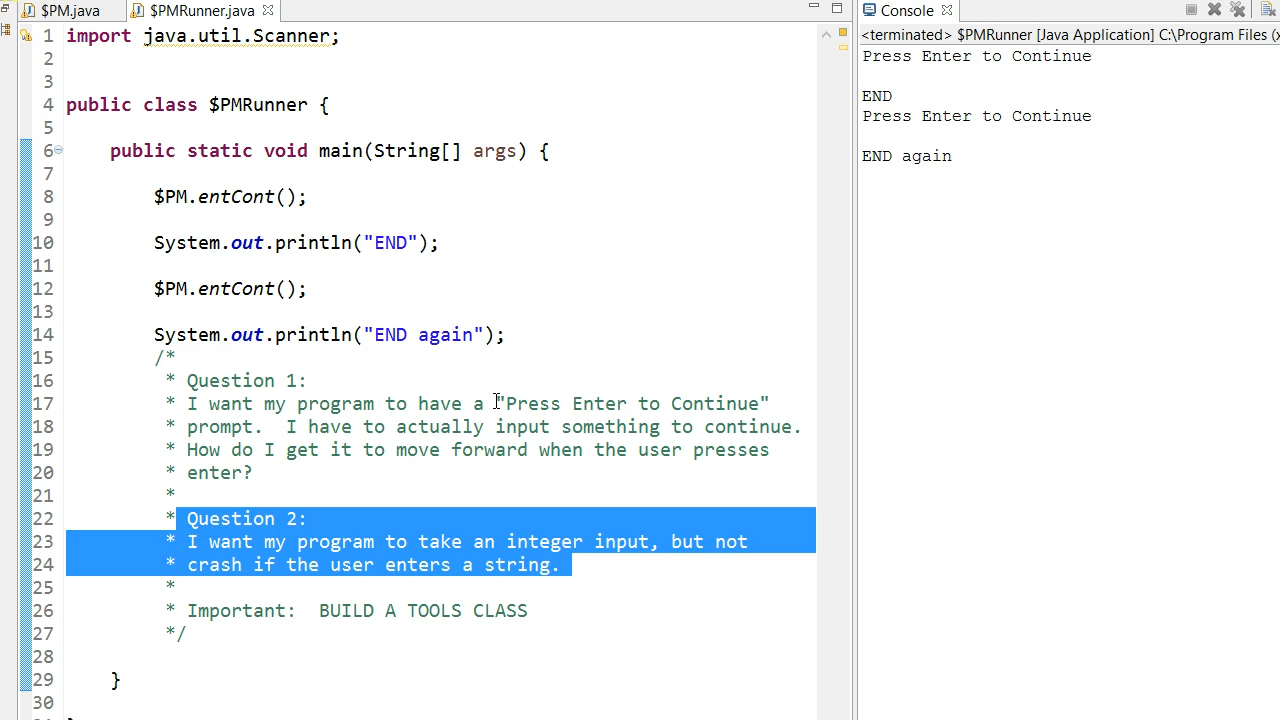 $PM.java
$PMRunner.java
1 import java.util.Scanner;
2
3
4 public class $PMRunner {
5
6 public static void main(String[] args) {
7
8 $PM.entCont();
9
10 System.out.println("END");
11
12 $PM.entCont();
13
14 System.out.println("END again");
15 /*
16 * Question 1:
17 * I want my program to have a "Press Enter to Continue"
18 * prompt.  I have to actually input something to continue.
19 * How do I get it to move forward when the user presses
20 * enter?
21 *
22 * Question 2:
23 * I want my program to take an integer input, but not
24 * crash if the user enters a string.
25 *
26 * Important:  BUILD A TOOLS CLASS
27 */
28
29 }
30
Console
<terminated> $PMRunner [Java Application] C:\Program Files (x
Press Enter to Continue
END
Press Enter to Continue
END again